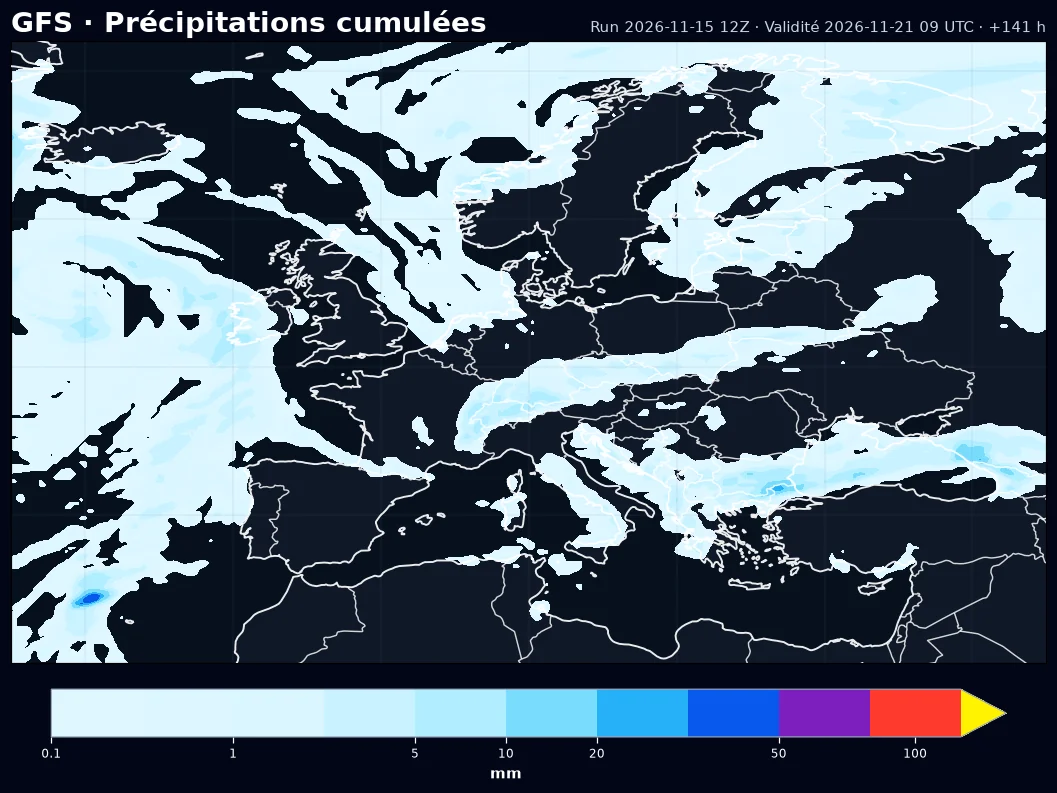 GFS · Précipitations cumulées
Run 2026-11-15 12Z · Validité 2026-11-21 09 UTC · +141 h
0.1 1 5 10 20 50 100
mm